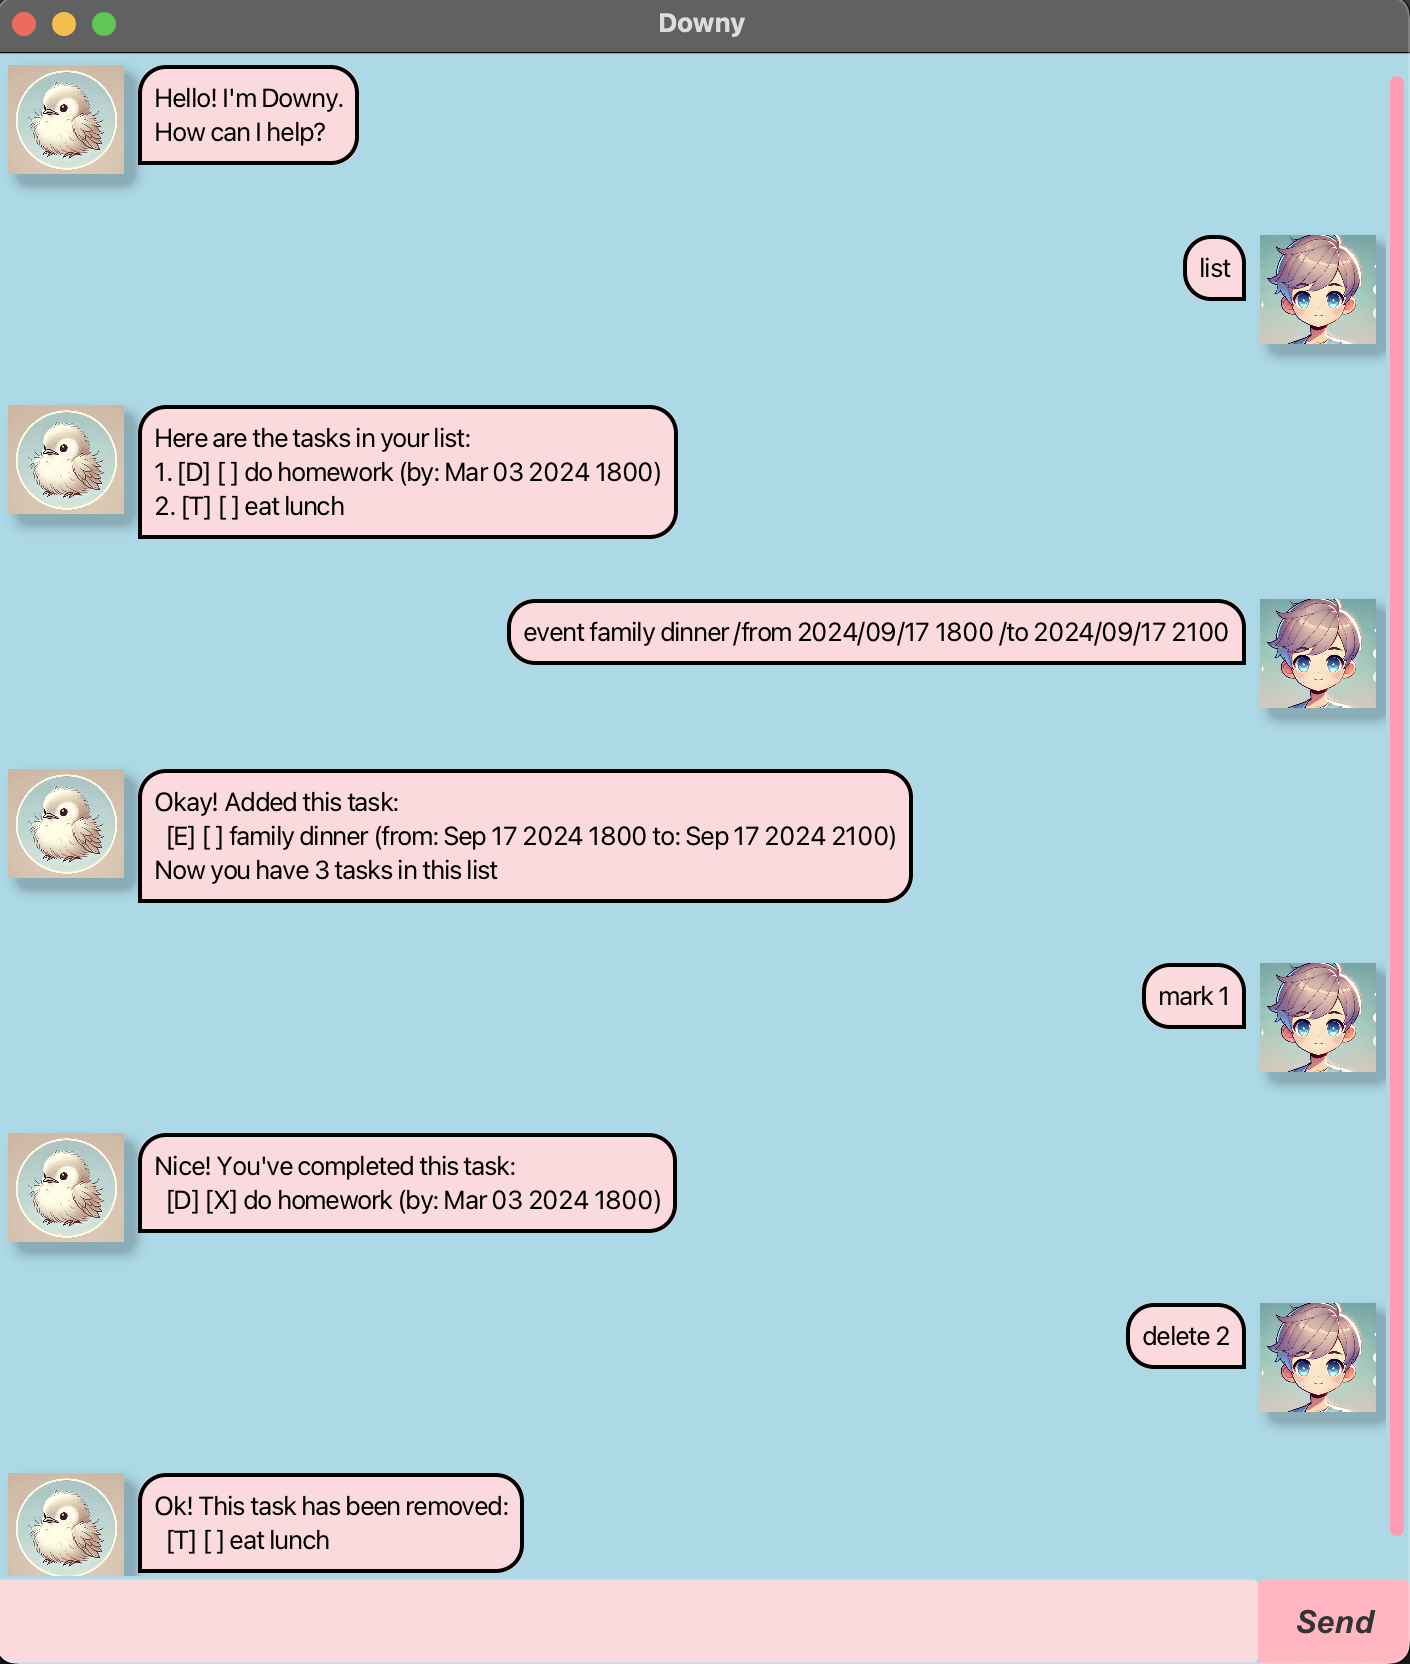 Downy
Hello! I'm Downy.
How can I help?
list
Here are the tasks in your list:
1. [D] [ ] do homework (by: Mar 03 2024 1800)
2. [T] [ ] eat lunch
event family dinner /from 2024/09/17 1800 /to 2024/09/17 2100
Okay! Added this task:
[E] [ ] family dinner (from: Sep 17 2024 1800 to: Sep 17 2024 2100)
Now you have 3 tasks in this list
mark 1
Nice! You've completed this task:
[D] [X] do homework (by: Mar 03 2024 1800)
delete 2
Ok! This task has been removed:
[T] [ ] eat lunch
Send